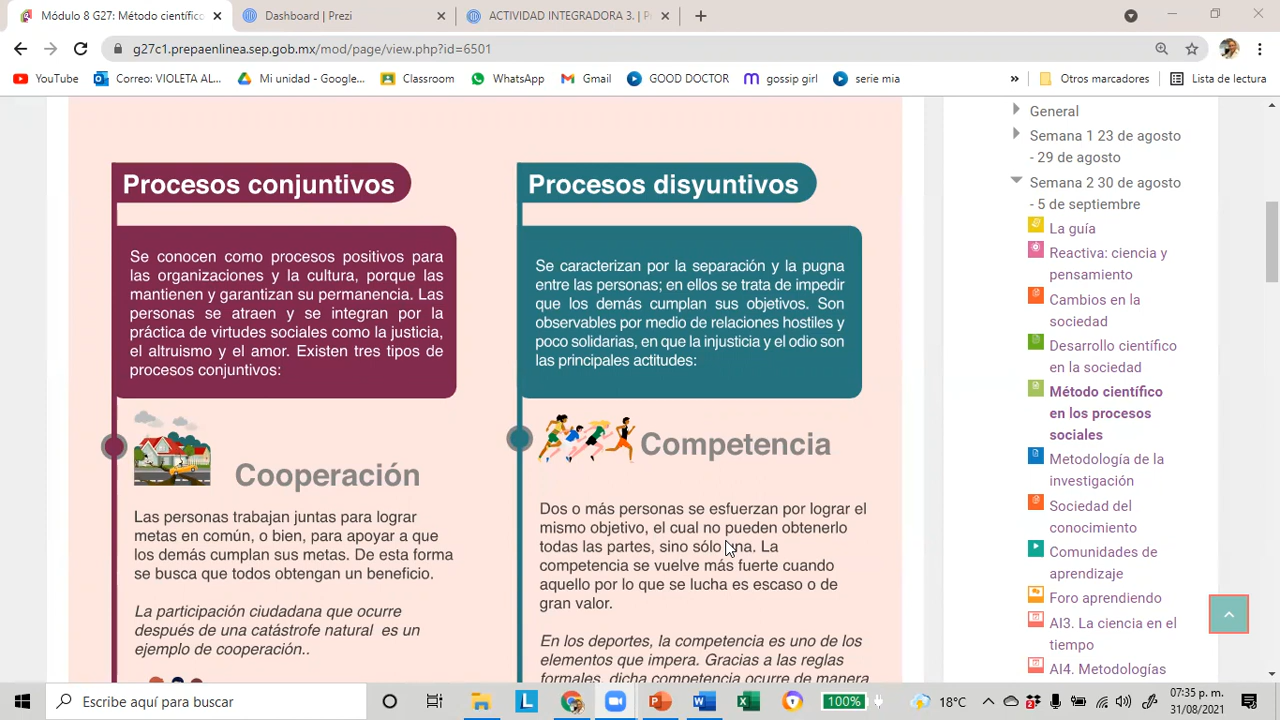 Módulo 8 G27: Método científico
Dashboard | Prezi
ACTIVIDAD INTEGRADORA 3. | P
g27c1.prepaenlinea.sep.gob.mx/mod/page/view.php?id=6501
YouTube
Correo: VIOLETA AL...
Mi unidad - Google...
Classroom
WhatsApp
Gmail
GOOD DOCTOR
gossip girl
serie mia
»
Otros marcadores
Lista de lectura
Procesos conjuntivos
Se conocen como procesos positivos para
las organizaciones y la cultura, porque las
mantienen y garantizan su permanencia. Las
personas se atraen y se integran por la
práctica de virtudes sociales como la justicia,
el altruismo y el amor. Existen tres tipos de
procesos conjuntivos:
Cooperación
Las personas trabajan juntas para lograr
metas en común, o bien, para apoyar a que
los demás cumplan sus metas. De esta forma
se busca que todos obtengan un beneficio.
La participación ciudadana que ocurre
después de una catástrofe natural es un
ejemplo de cooperación..
Procesos disyuntivos
Se caracterizan por la separación y la pugna
entre las personas; en ellos se trata de impedir
que los demás cumplan sus objetivos. Son
observables por medio de relaciones hostiles y
poco solidarias, en que la injusticia y el odio son
las principales actitudes:
Competencia
Dos o más personas se esfuerzan por lograr el
mismo objetivo, el cual no pueden obtenerlo
todas las partes, sino sólo una. La
competencia se vuelve más fuerte cuando
aquello por lo que se lucha es escaso o de
gran valor.
En los deportes, la competencia es uno de los
elementos que impera. Gracias a las reglas
formales, dicha competencia ocurre de manera
General
Semana 1 23 de agosto
- 29 de agosto
Semana 2 30 de agosto
- 5 de septiembre
La guía
Reactiva: ciencia y
pensamiento
Cambios en la
sociedad
Desarrollo científico
en la sociedad
Método científico
en los procesos
sociales
Metodología de la
investigación
Sociedad del
conocimiento
Comunidades de
aprendizaje
Foro aprendiendo
AI3. La ciencia en el
tiempo
AI4. Metodologías
Escribe aquí para buscar
100%
18°C
07:35 p. m.
31/08/2021